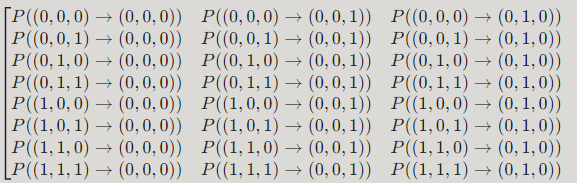 P((0,0,0) → (0,0,0)) P((0,0,0) → (0,0,1)) P((0,0,0) → (0,1,0))
P((0,0,1) → (0,0,0)) P((0,0,1) → (0,0,1)) P((0,0,1) → (0,1,0))
P((0,1,0) → (0,0,0)) P((0,1,0) → (0,0,1)) P((0,1,0) → (0,1,0))
P((0,1,1) → (0,0,0)) P((0,1,1) → (0,0,1)) P((0,1,1) → (0,1,0))
P((1,0,0) → (0,0,0)) P((1,0,0) → (0,0,1)) P((1,0,0) → (0,1,0))
P((1,0,1) → (0,0,0)) P((1,0,1) → (0,0,1)) P((1,0,1) → (0,1,0))
P((1,1,0) → (0,0,0)) P((1,1,0) → (0,0,1)) P((1,1,0) → (0,1,0))
P((1,1,1) → (0,0,0)) P((1,1,1) → (0,0,1)) P((1,1,1) → (0,1,0))